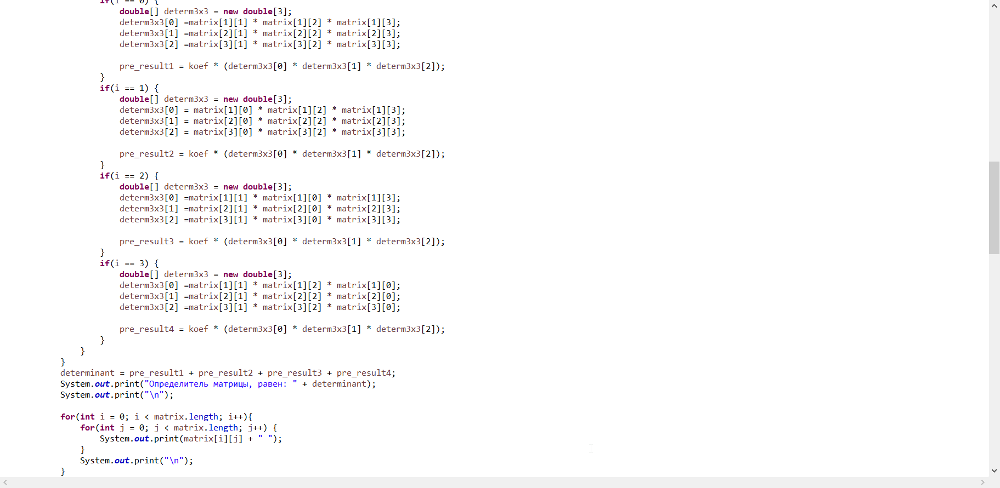 if(i == 0) {
double[] determ3x3 = new double[3];
determ3x3[0] =matrix[1][1] * matrix[1][2] * matrix[1][3];
determ3x3[1] =matrix[2][1] * matrix[2][2] * matrix[2][3];
determ3x3[2] =matrix[3][1] * matrix[3][2] * matrix[3][3];
pre_result1 = koef * (determ3x3[0] * determ3x3[1] * determ3x3[2]);
}
if(i == 1) {
double[] determ3x3 = new double[3];
determ3x3[0] = matrix[1][0] * matrix[1][2] * matrix[1][3];
determ3x3[1] = matrix[2][0] * matrix[2][2] * matrix[2][3];
determ3x3[2] = matrix[3][0] * matrix[3][2] * matrix[3][3];
pre_result2 = koef * (determ3x3[0] * determ3x3[1] * determ3x3[2]);
}
if(i == 2) {
double[] determ3x3 = new double[3];
determ3x3[0] =matrix[1][1] * matrix[1][0] * matrix[1][3];
determ3x3[1] =matrix[2][1] * matrix[2][0] * matrix[2][3];
determ3x3[2] =matrix[3][1] * matrix[3][0] * matrix[3][3];
pre_result3 = koef * (determ3x3[0] * determ3x3[1] * determ3x3[2]);
}
if(i == 3) {
double[] determ3x3 = new double[3];
determ3x3[0] =matrix[1][1] * matrix[1][2] * matrix[1][0];
determ3x3[1] =matrix[2][1] * matrix[2][2] * matrix[2][0];
determ3x3[2] =matrix[3][1] * matrix[3][2] * matrix[3][0];
pre_result4 = koef * (determ3x3[0] * determ3x3[1] * determ3x3[2]);
}
}
}
determinant = pre_result1 + pre_result2 + pre_result3 + pre_result4;
System.out.print("Определитель матрицы, равен: " + determinant);
System.out.print("\n");
for(int i = 0; i < matrix.length; i++){
for(int j = 0; j < matrix.length; j++) {
System.out.print(matrix[i][j] + " ");
}
System.out.print("\n");
}